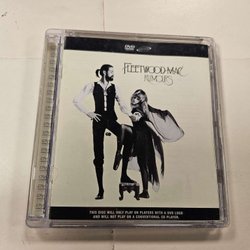 DVD
FLEETWOOD MAC
RUMOURS
THIS DISC WILL ONLY PLAY ON PLAYERS WITH A DVD LOGO
AND WILL NOT PLAY ON A CONVENTIONAL CD PLAYER.